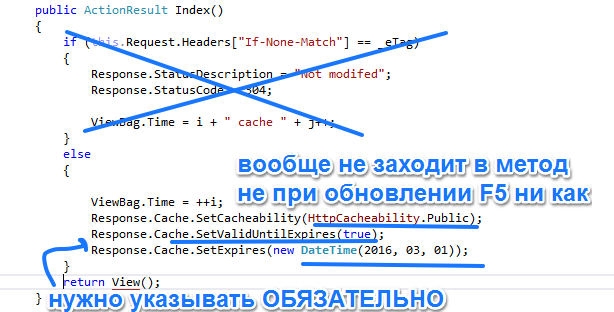 public ActionResult Index()
{
if (this.Request.Headers["If-None-Match"] == _eTag)
{
Response.StatusDescription = "Not modifed";
Response.StatusCode = 304;
ViewBag.Time = i + " cache " + j++;
}
else
{
вообще не заходит в метод
не при обновлении F5 ни как
ViewBag.Time = ++i;
Response.Cache.SetCacheability(HttpCacheability.Public);
Response.Cache.SetValidUntilExpires(true);
Response.Cache.SetExpires(new DateTime(2016, 03, 01));
}
return View();
}
нужно указывать ОБЯЗАТЕЛЬНО